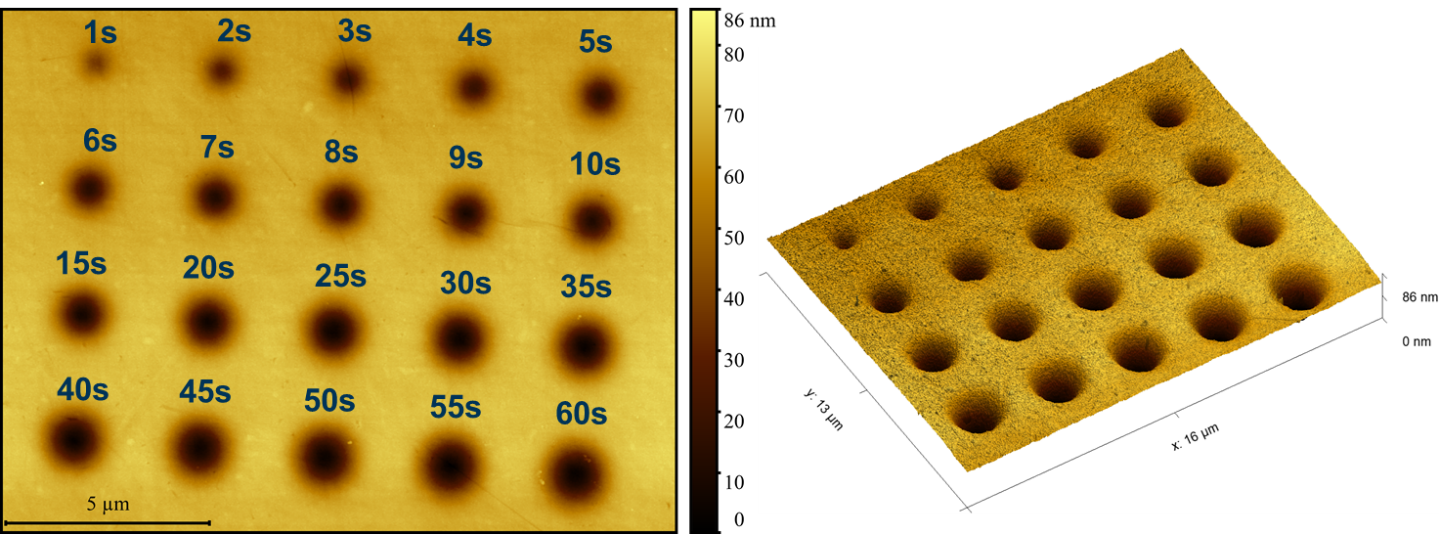 1s 2s 3s 4s 5s
6s 7s 8s 9s 10s
15s 20s 25s 30s 35s
40s 45s 50s 55s 60s
5 µm
86 nm
80
70
60
50
40
30
20
10
0
86 nm
0 nm
y: 13 µm
x: 16 µm